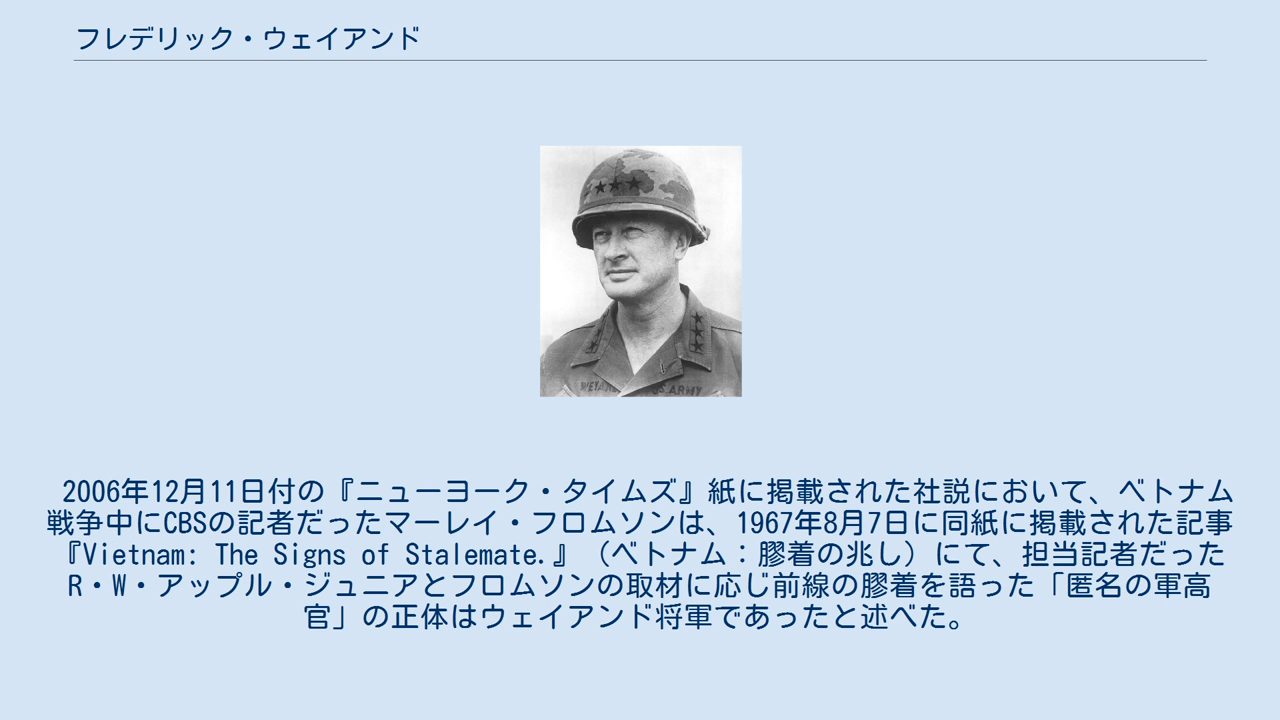 フレデリック・ウェイアンド
US ARMY
2006年12月11日付の『ニューヨーク・タイムズ』紙に掲載された社説において、ベトナム
戦争中にCBSの記者だったマーレイ・フロムソンは、1967年8月7日に同紙に掲載された記事
『Vietnam: The Signs of Stalemate.』（ベトナム：膠着の兆し）にて、担当記者だった
R・W・アップル・ジュニアとフロムソンの取材に応じ前線の膠着を語った「匿名の軍高
官」の正体はウェイアンド将軍であったと述べた。